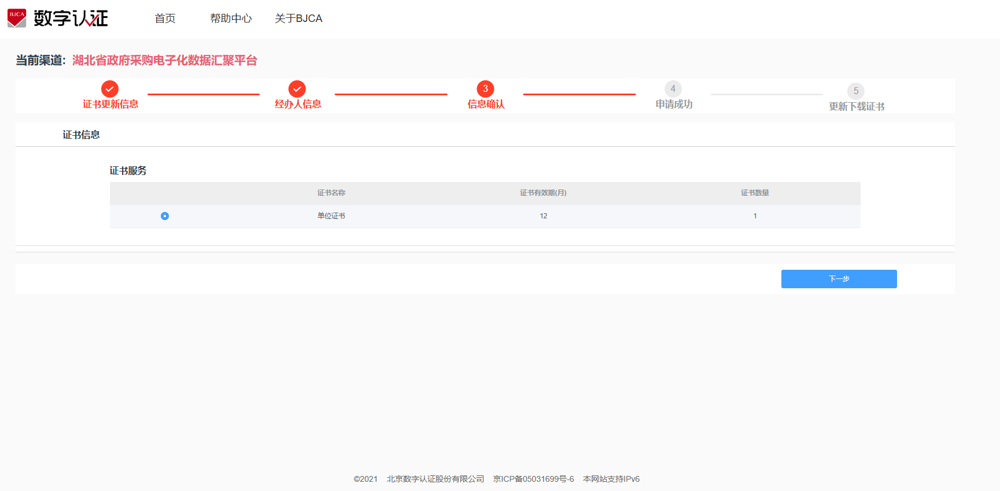 BJCA 数字认证 首页 帮助中心 关于BJCA
当前渠道: 湖北省政府采购电子化数据汇聚平台
3 4 5
证书更新信息 经办人信息 信息确认 申请成功 更新下载证书
证书信息
证书服务
证书名称 证书有效期(月) 证书数量
单位证书 12 1
下一步
©2021 北京数字认证股份有限公司 京ICP备05031699号-6 本网站支持IPv6